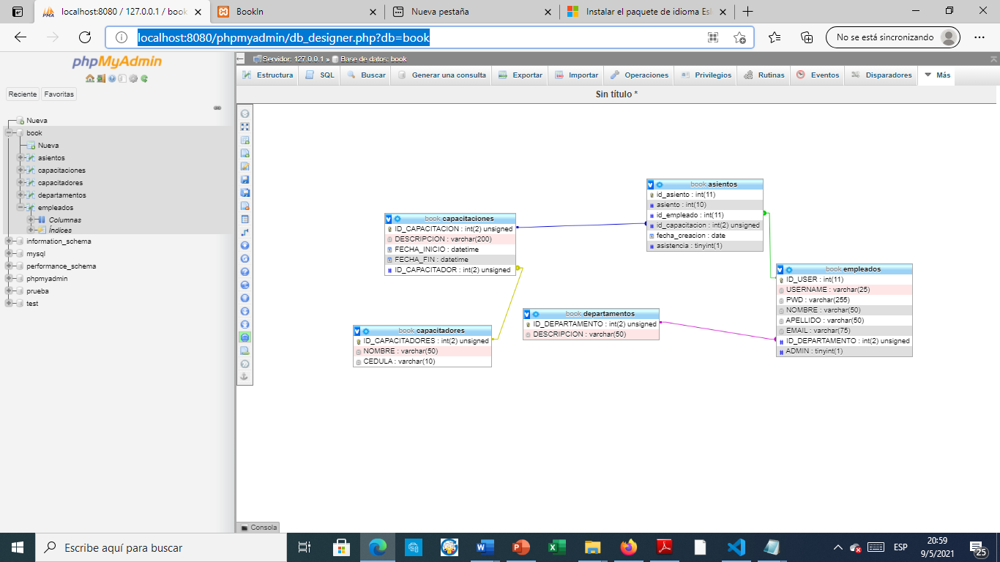 localhost:8080 / 127.0.0.1 / book
BookIn
Nueva pestaña
Instalar el paquete de idioma Es
localhost:8080/phpmyadmin/db_designer.php?db=book
No se está sincronizando
phpMyAdmin
Reciente
Favoritas
Nueva
book
Nueva
asientos
capacitaciones
capacitadores
departamentos
empleados
Columnas
Índices
information_schema
mysql
performance_schema
phpmyadmin
prueba
test
Servidor: 127.0.0.1 » Base de datos: book
Estructura
SQL
Buscar
Generar una consulta
Exportar
Importar
Operaciones
Privilegios
Rutinas
Eventos
Disparadores
Más
Sin título *
book capacitaciones
ID_CAPACITACION : int(2) unsigned
DESCRIPCION : varchar(200)
FECHA_INICIO : datetime
FECHA_FIN : datetime
ID_CAPACITADOR : int(2) unsigned
book asientos
id_asiento : int(11)
asiento : int(10)
id_empleado : int(11)
id_capacitacion : int(2) unsigned
fecha_creacion : date
asistencia : tinyint(1)
book empleados
ID_USER : int(11)
USERNAME : varchar(25)
PWD : varchar(255)
NOMBRE : varchar(50)
APELLIDO : varchar(50)
EMAIL : varchar(75)
ID_DEPARTAMENTO : int(2) unsigned
ADMIN : tinyint(1)
book departamentos
ID_DEPARTAMENTO : int(2) unsigned
DESCRIPCION : varchar(50)
book capacitadores
ID_CAPACITADORES : int(2) unsigned
NOMBRE : varchar(50)
CEDULA : varchar(10)
Consola
Escribe aquí para buscar
ESP
20:59
9/5/2021
25